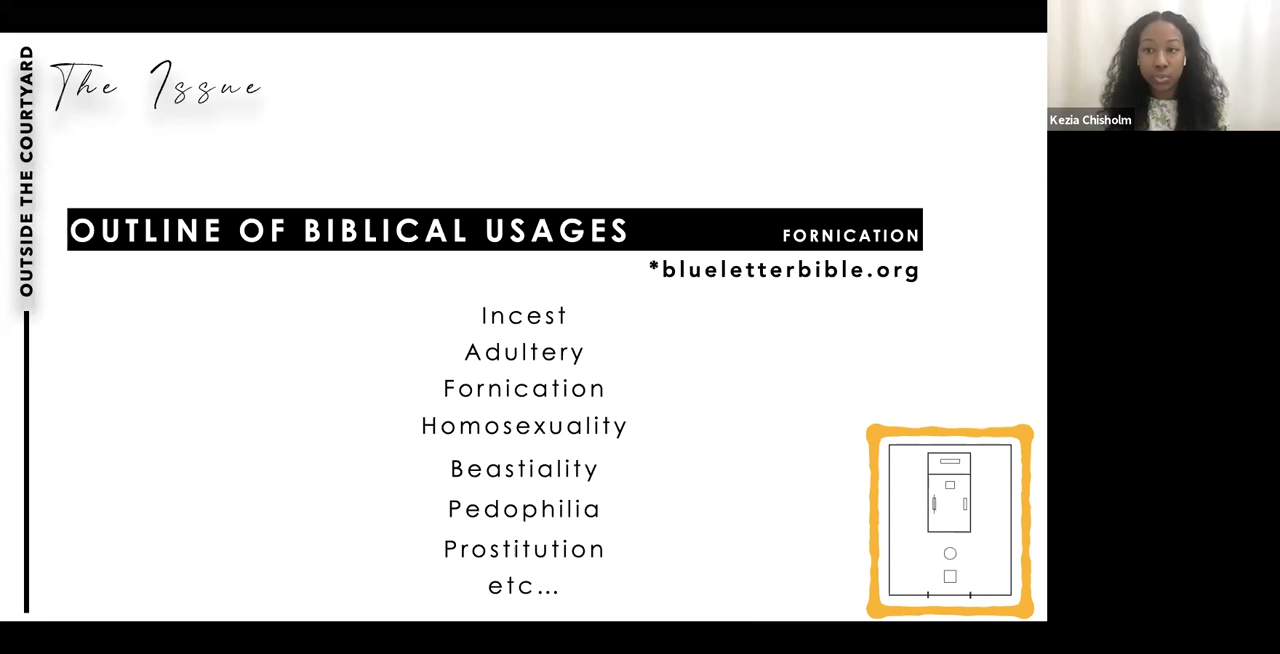 OUTSIDE THE COURTYARD
The Issue
OUTLINE OF BIBLICAL USAGES FORNICATION
*blueletterbible.org
Incest
Adultery
Fornication
Homosexuality
Beastiality
Pedophilia
Prostitution
etc...
Kezia Chisholm